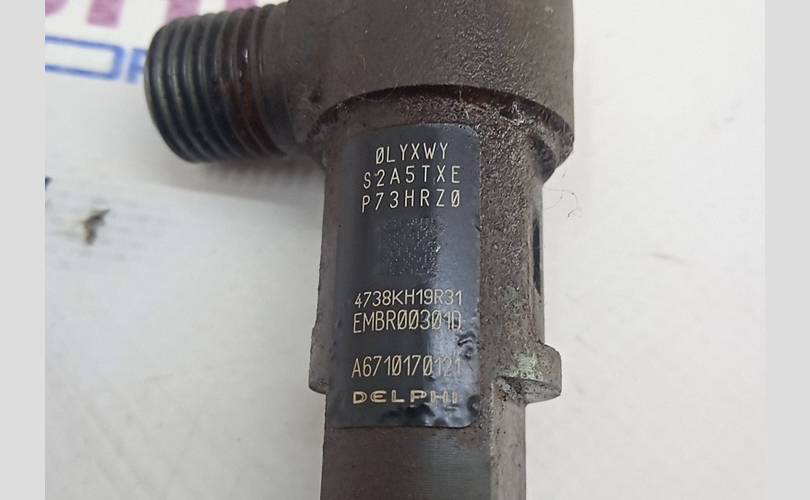 ØLYXWY
S2A5TXE
P73HRZØ
4738KH19R31
EMBR00301D
A6710170121
DELPHI